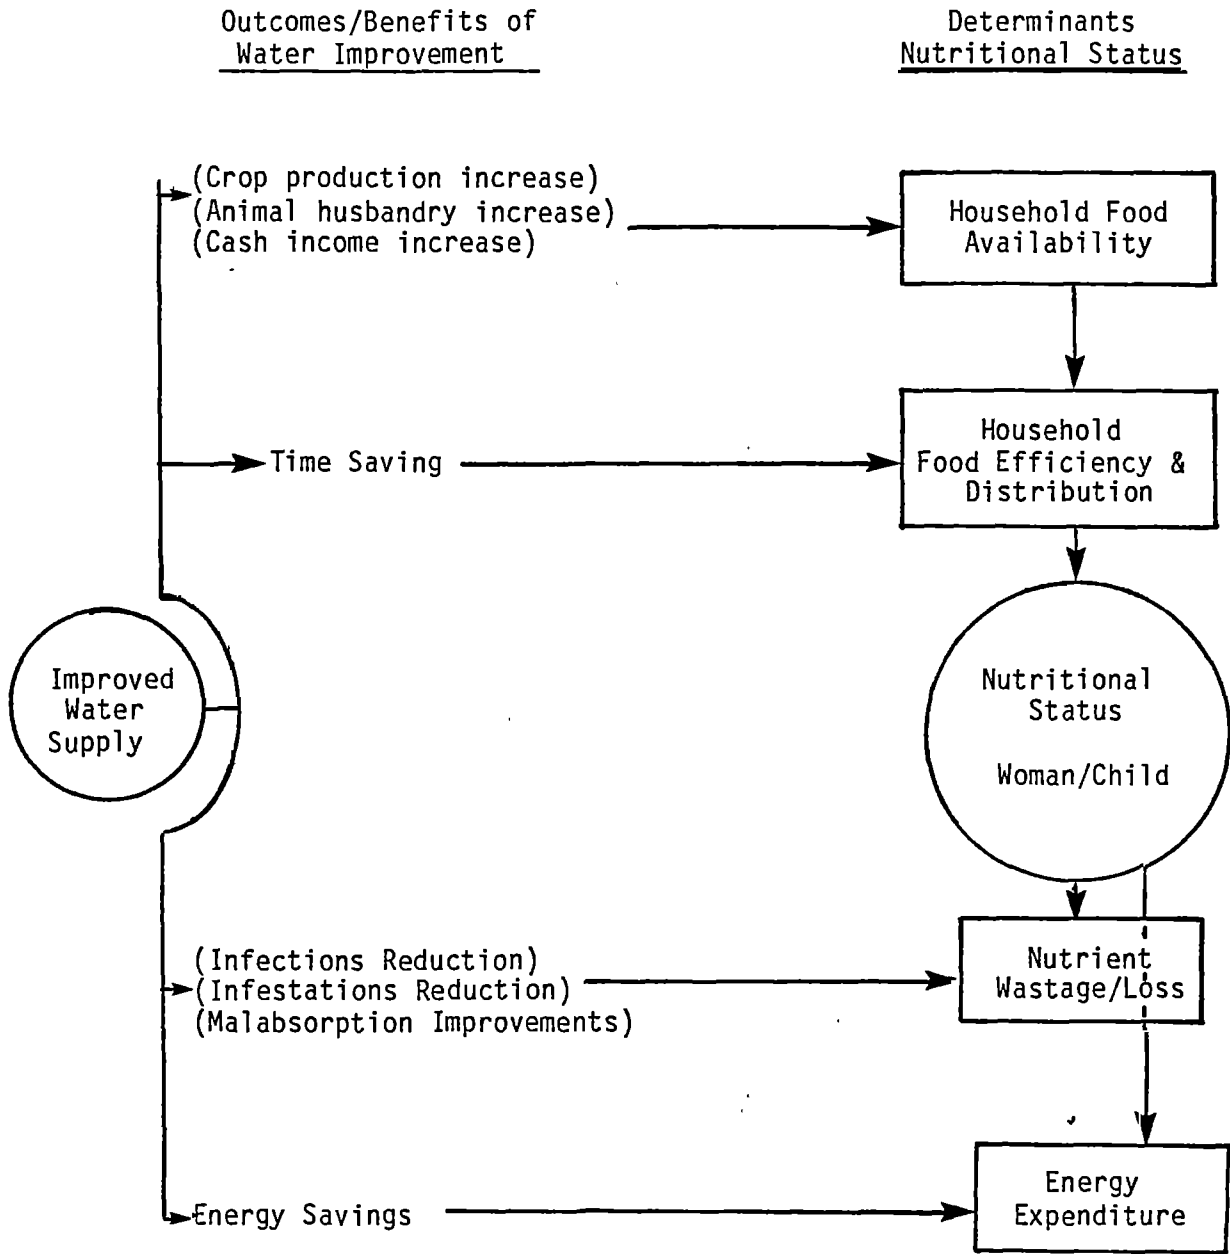 Outcomes/Benefits of
Water Improvement
Determinants
Nutritional Status
(Crop production increase)
(Animal husbandry increase)
(Cash income increase)
Household Food
Availability
Time Saving
Household
Food Efficiency &
Distribution
Improved
Water
Supply
Nutritional
Status
Woman/Child
(Infections Reduction)
(Infestations Reduction)
(Malabsorption Improvements)
Nutrient
Wastage/Loss
Energy Savings
Energy
Expenditure